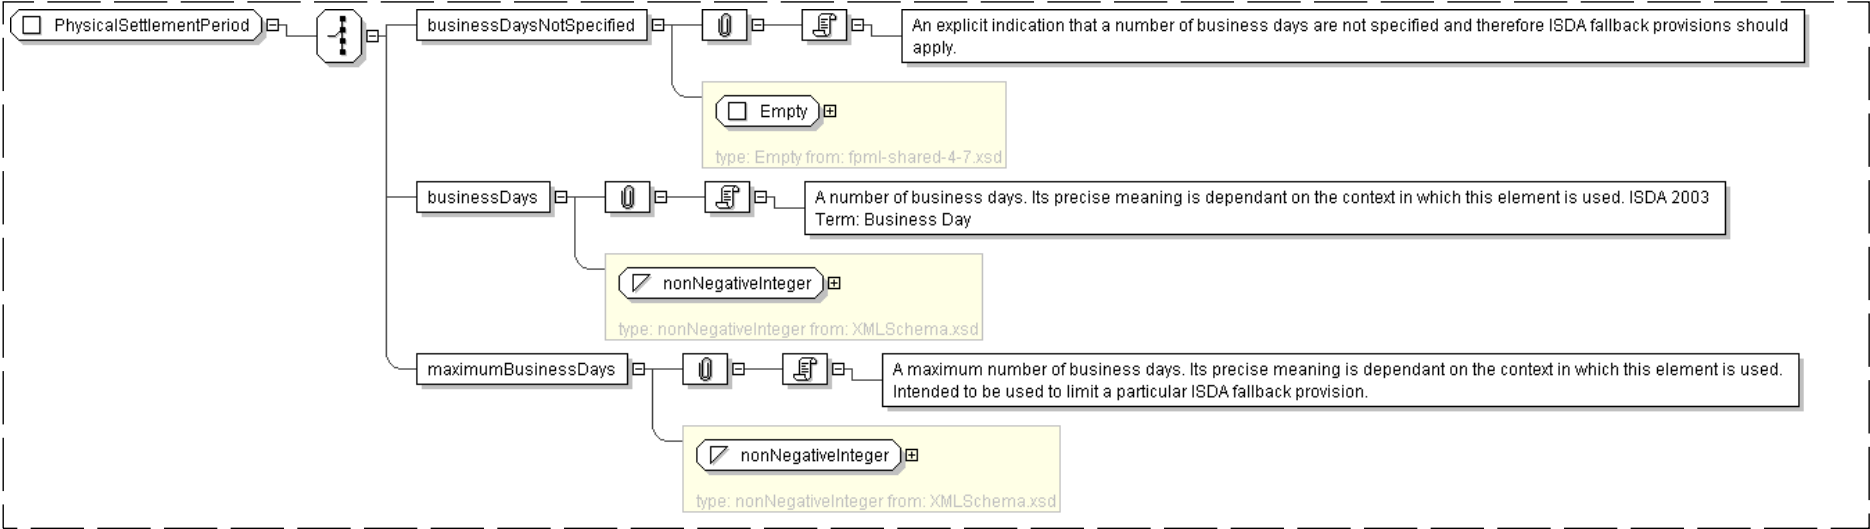 PhysicalSettlementPeriod
businessDaysNotSpecified
An explicit indication that a number of business days are not specified and therefore ISDA fallback provisions should
apply.
Empty
type: Empty from: fpml-shared-4-7.xsd
businessDays
A number of business days. Its precise meaning is dependant on the context in which this element is used. ISDA 2003
Term: Business Day
nonNegativeInteger
type: nonNegativeInteger from: XMLSchema.xsd
maximumBusinessDays
A maximum number of business days. Its precise meaning is dependant on the context in which this element is used.
Intended to be used to limit a particular ISDA fallback provision.
nonNegativeInteger
type: nonNegativeInteger from: XMLSchema.xsd